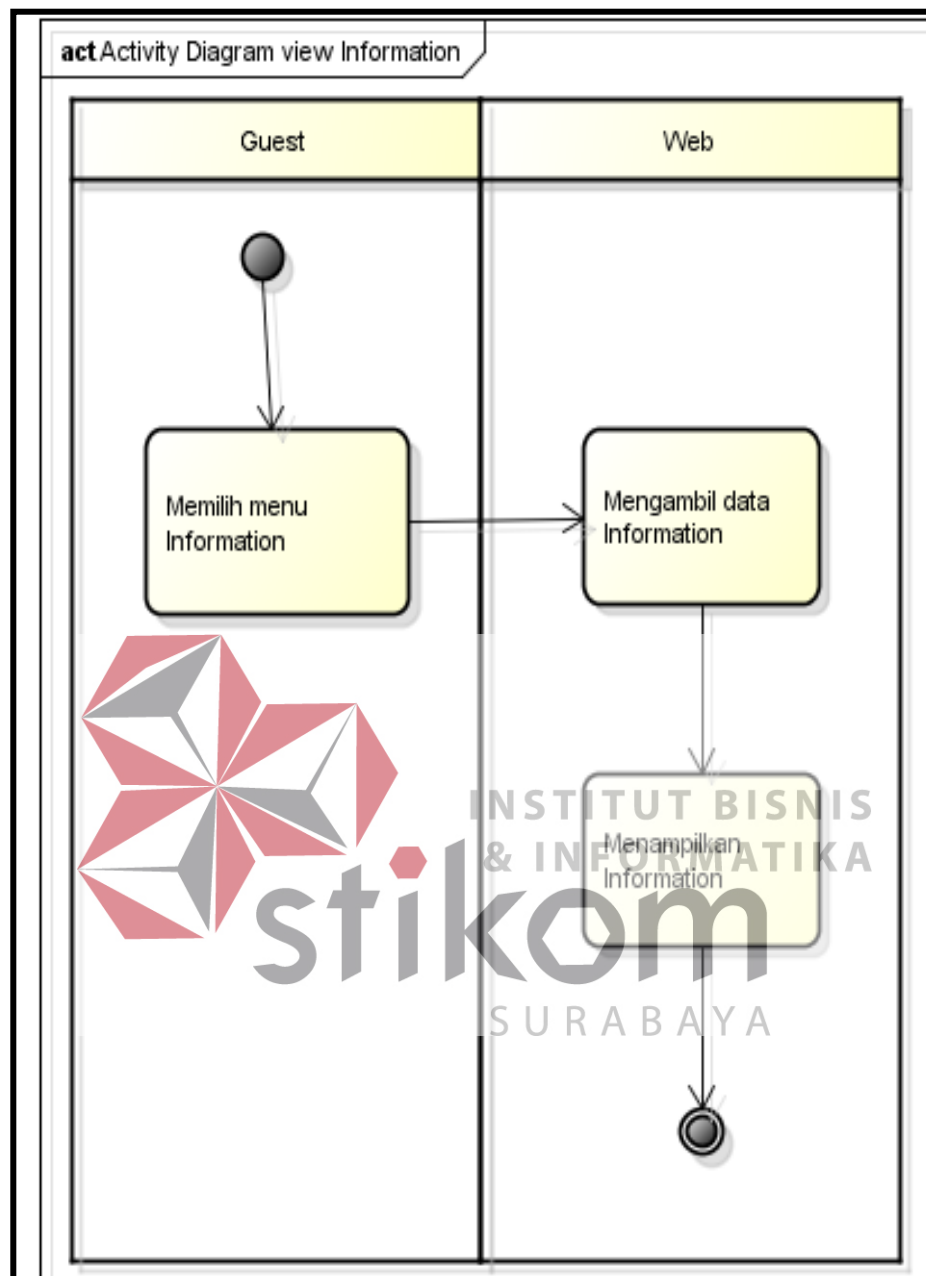 act Activity Diagram view Information
Guest
Web
Memilih menu
Information
Mengambil data
Information
Menampilkan
Information
INSTITUT BISNIS
& INFORMATIKA
stikom
SURABAYA